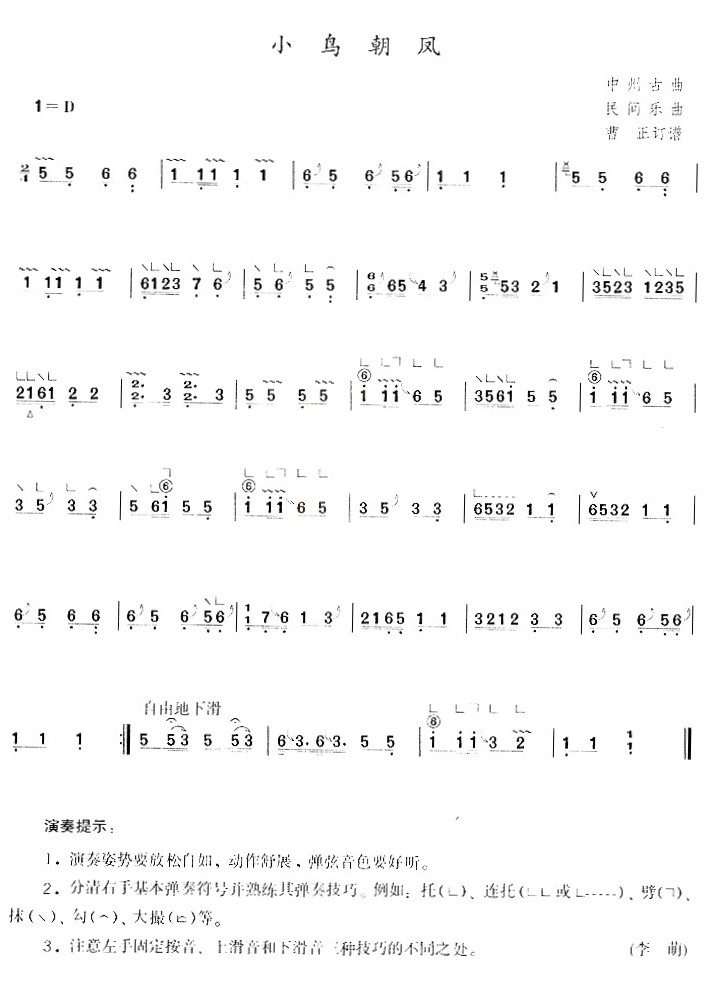 小鸟朝凤
中州古曲
1=D
民间乐曲
曹 正订谱
2/4 5 5 6 6 | 1 11 1 1 | 6 5 6 56 | 1 1 1 | 5 5 6 6 |
1 11 1 1 | 6123 7 6 | 5 6 5 5 | 6/6 65 4 3 | 5/5 53 2 1 | 3523 1235 |
2161 2 2 | 2/2. 3 2/2. 3 | 5 5 5 5 | 1 11 6 5 | 3561 5 5 | 1 11 6 5 |
3 5 3 3 | 5 61 5 5 | 1 11 6 5 | 3 5 3 3 | 6532 1 1 | 6532 1 1 |
6 5 6 6 | 6 5 6 56 | 1/1 7 6 1 3 | 2165 1 1 | 3212 3 3 | 6 5 6 56 |
自由地下滑
1 1 1 :‖ 5 53 5 53 | 6 3. 6 3. 5 5 | 1 11 3 2 | 1 1 1/1 ‖
演奏提示：
1．演奏姿势要放松自如、动作舒展、弹弦音色要好听。
2．分清右手基本弹奏符号并熟练其弹奏技巧。例如：托(∟)、连托(∟∟或∟-----)、劈(ㄱ)、
抹(ヽ)、勾(⌒)、大撮(ㄷ)等。
3．注意左手固定按音、上滑音和下滑音三种技巧的不同之处。 (李 萌)